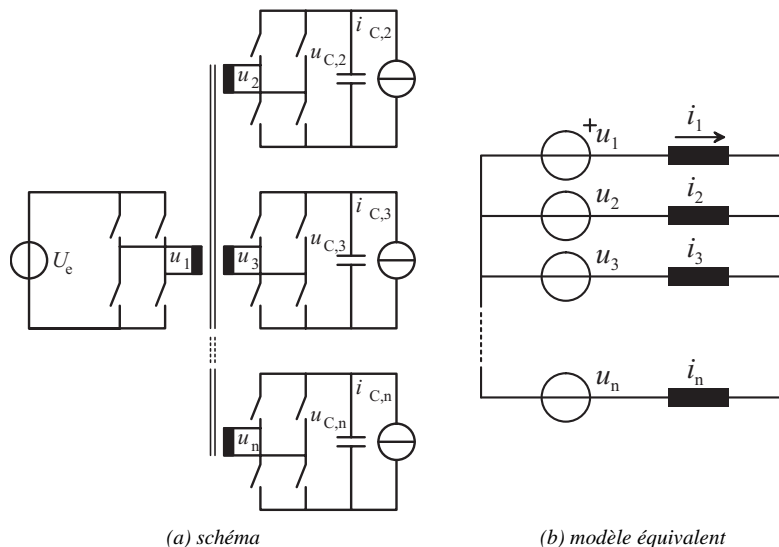 i C,2
u C,2
u 2
i C,3
u C,3
U e
u 1
u 3
i C,n
u C,n
u n
(a) schéma
+
u 1
i 1
u 2
i 2
u 3
i 3
u n
i n
(b) modèle équivalent